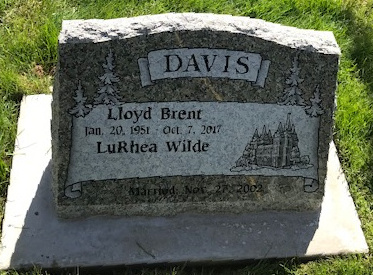 DAVIS
Lloyd Brent
Jan. 20, 1951 - Oct. 7, 2017
LuRhea Wilde
Married: Nov. 27, 2002